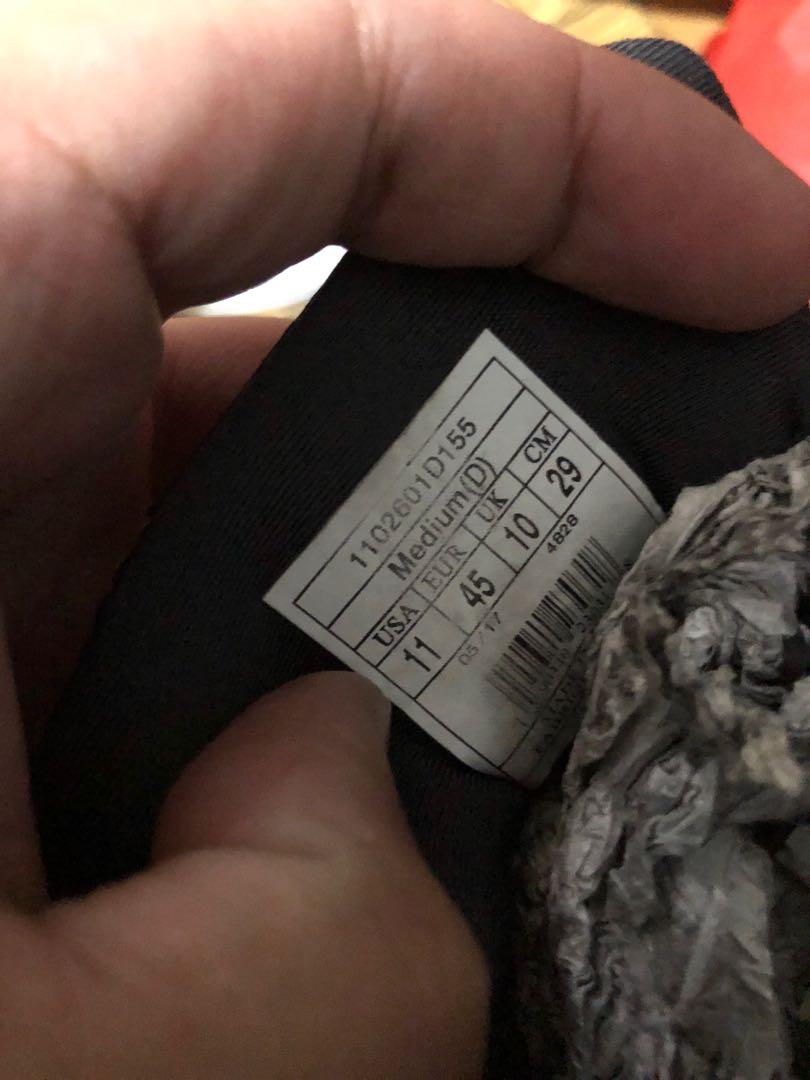 1102601D155
Medium(D)
USA EUR UK CM
11 45 10 29
05/17 4828